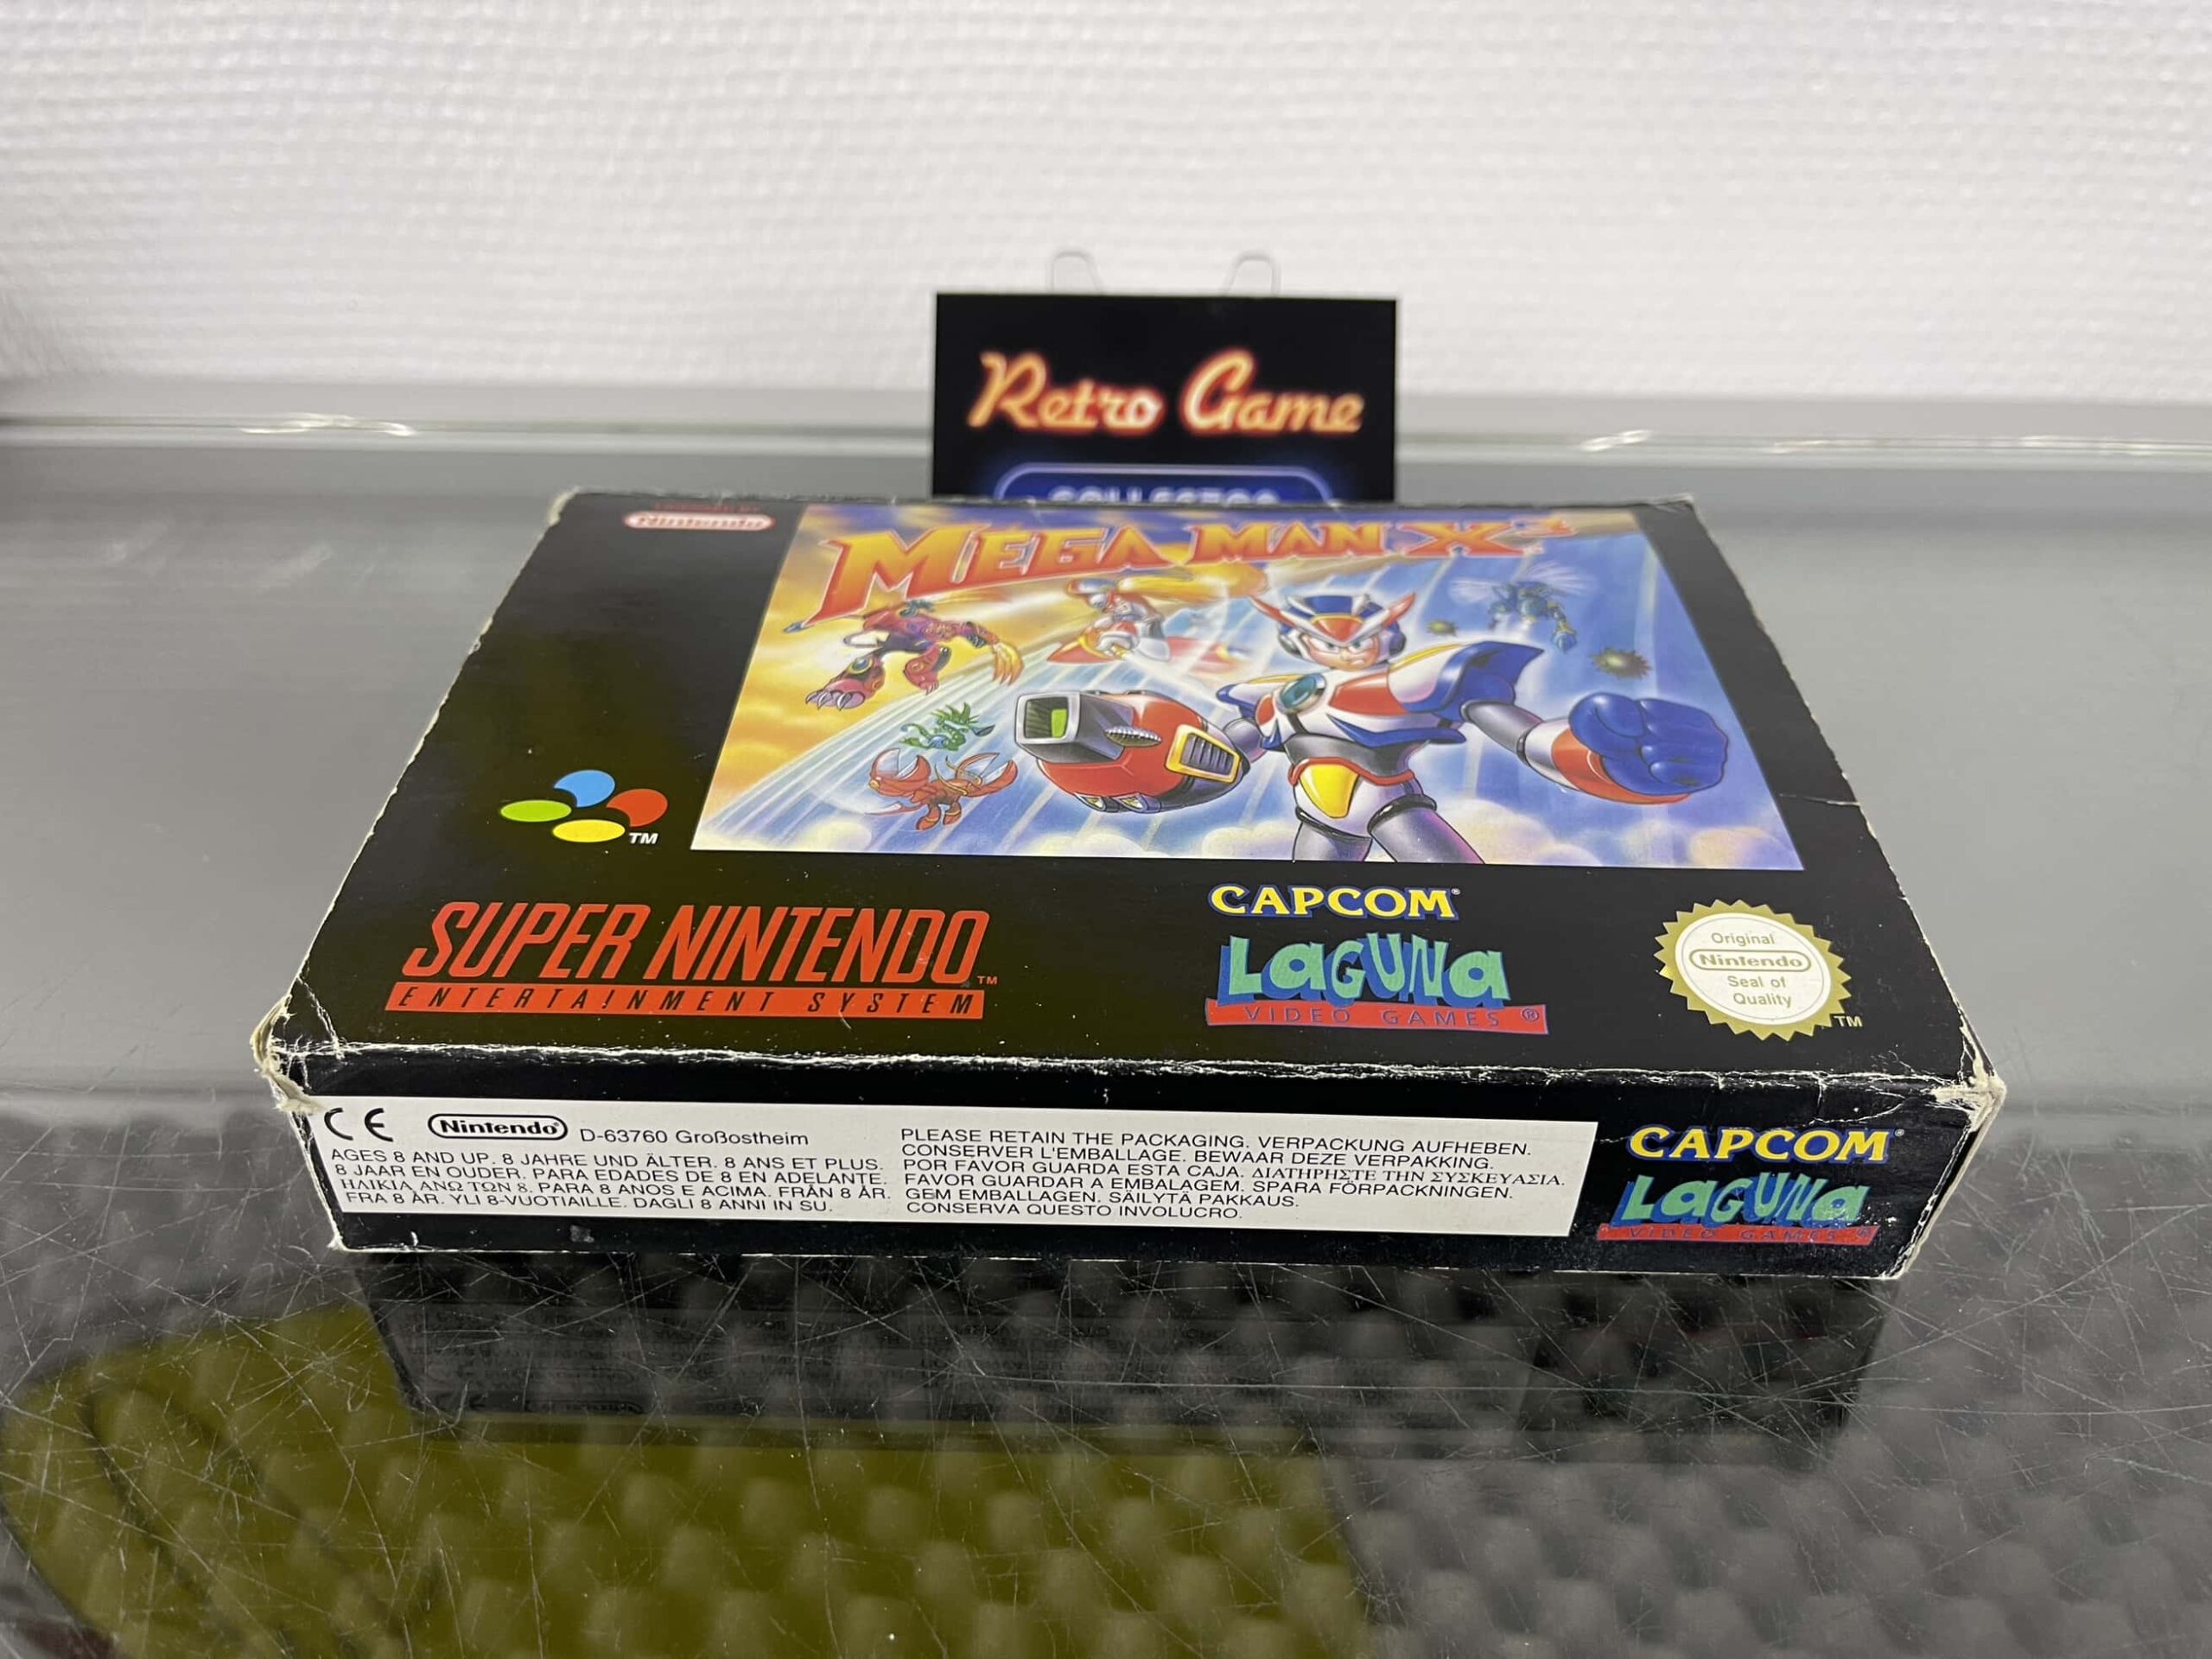 Retro Game
COLLECTOR
LICENSED BY
Nintendo
MEGA MAN X3
TM
SUPER NINTENDO TM
ENTERTAINMENT SYSTEM
CAPCOM®
LAGUNA
VIDEO GAMES ®
Original
Nintendo
Seal of
Quality
TM
CE Nintendo® D-63760 Großostheim
AGES 8 AND UP. 8 JAHRE UND ÄLTER. 8 ANS ET PLUS.
8 JAAR EN OUDER. PARA EDADES DE 8 EN ADELANTE.
ΗΛΙΚΙΑ ΑΝΩ ΤΩΝ 8. PARA 8 ANOS E ACIMA. FRÅN 8 ÅR.
FRA 8 ÅR. YLI 8-VUOTIAILLE. DAGLI 8 ANNI IN SU.
PLEASE RETAIN THE PACKAGING. VERPACKUNG AUFHEBEN.
CONSERVER L'EMBALLAGE. BEWAAR DEZE VERPAKKING.
POR FAVOR GUARDA ESTA CAJA. ΔΙΑΤΗΡΗΣΤΕ ΤΗΝ ΣΥΣΚΕΥΑΣΙΑ.
FAVOR GUARDAR A EMBALAGEM. SPARA FÖRPACKNINGEN.
GEM EMBALLAGEN. SÄILYTÄ PAKKAUS.
CONSERVA QUESTO INVOLUCRO.
CAPCOM®
LAGUNA
VIDEO GAMES ®